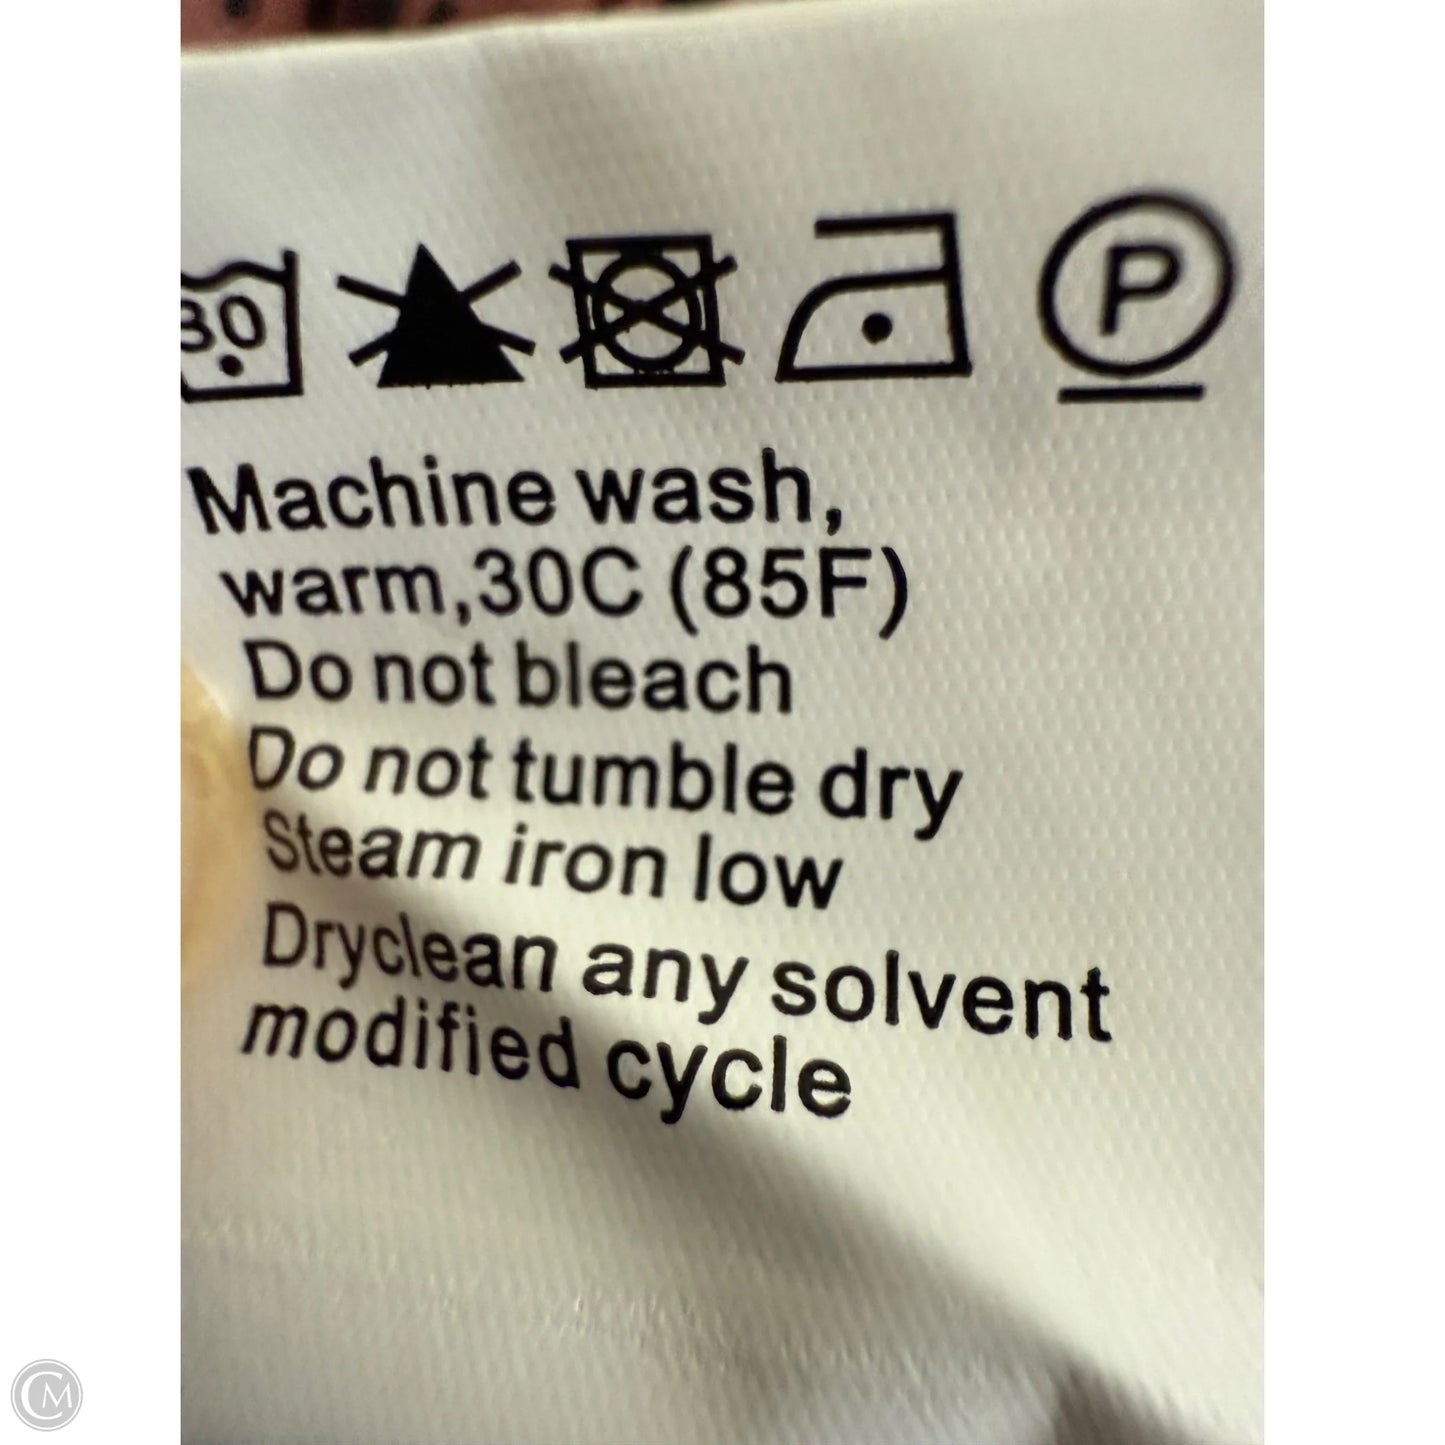 30
P
Machine wash,
warm,30C (85F)
Do not bleach
Do not tumble dry
Steam iron low
Dryclean any solvent
modified cycle
CM